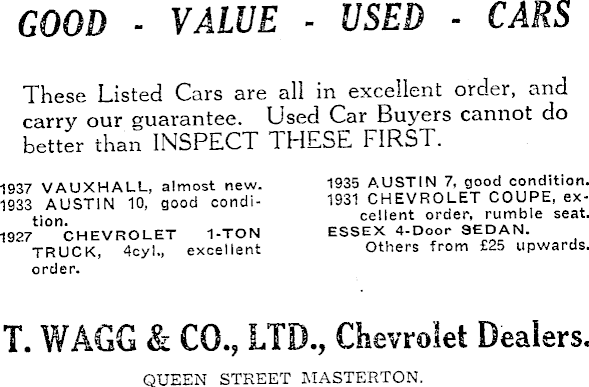 GOOD - VALUE - USED - CARS
These Listed Cars are all in excellent order, and
carry our guarantee. Used Car Buyers cannot do
better than INSPECT THESE FIRST.
1937 VAUXHALL, almost new.
1933 AUSTIN 10, good condi-
tion.
1927 CHEVROLET 1-TON
TRUCK, 4cyl., excellent
order.
1935 AUSTIN 7, good condition.
1931 CHEVROLET COUPE, ex-
cellent order, rumble seat.
ESSEX 4-Door SEDAN.
Others from £25 upwards.
T. WAGG & CO., LTD., Chevrolet Dealers.
QUEEN STREET MASTERTON.